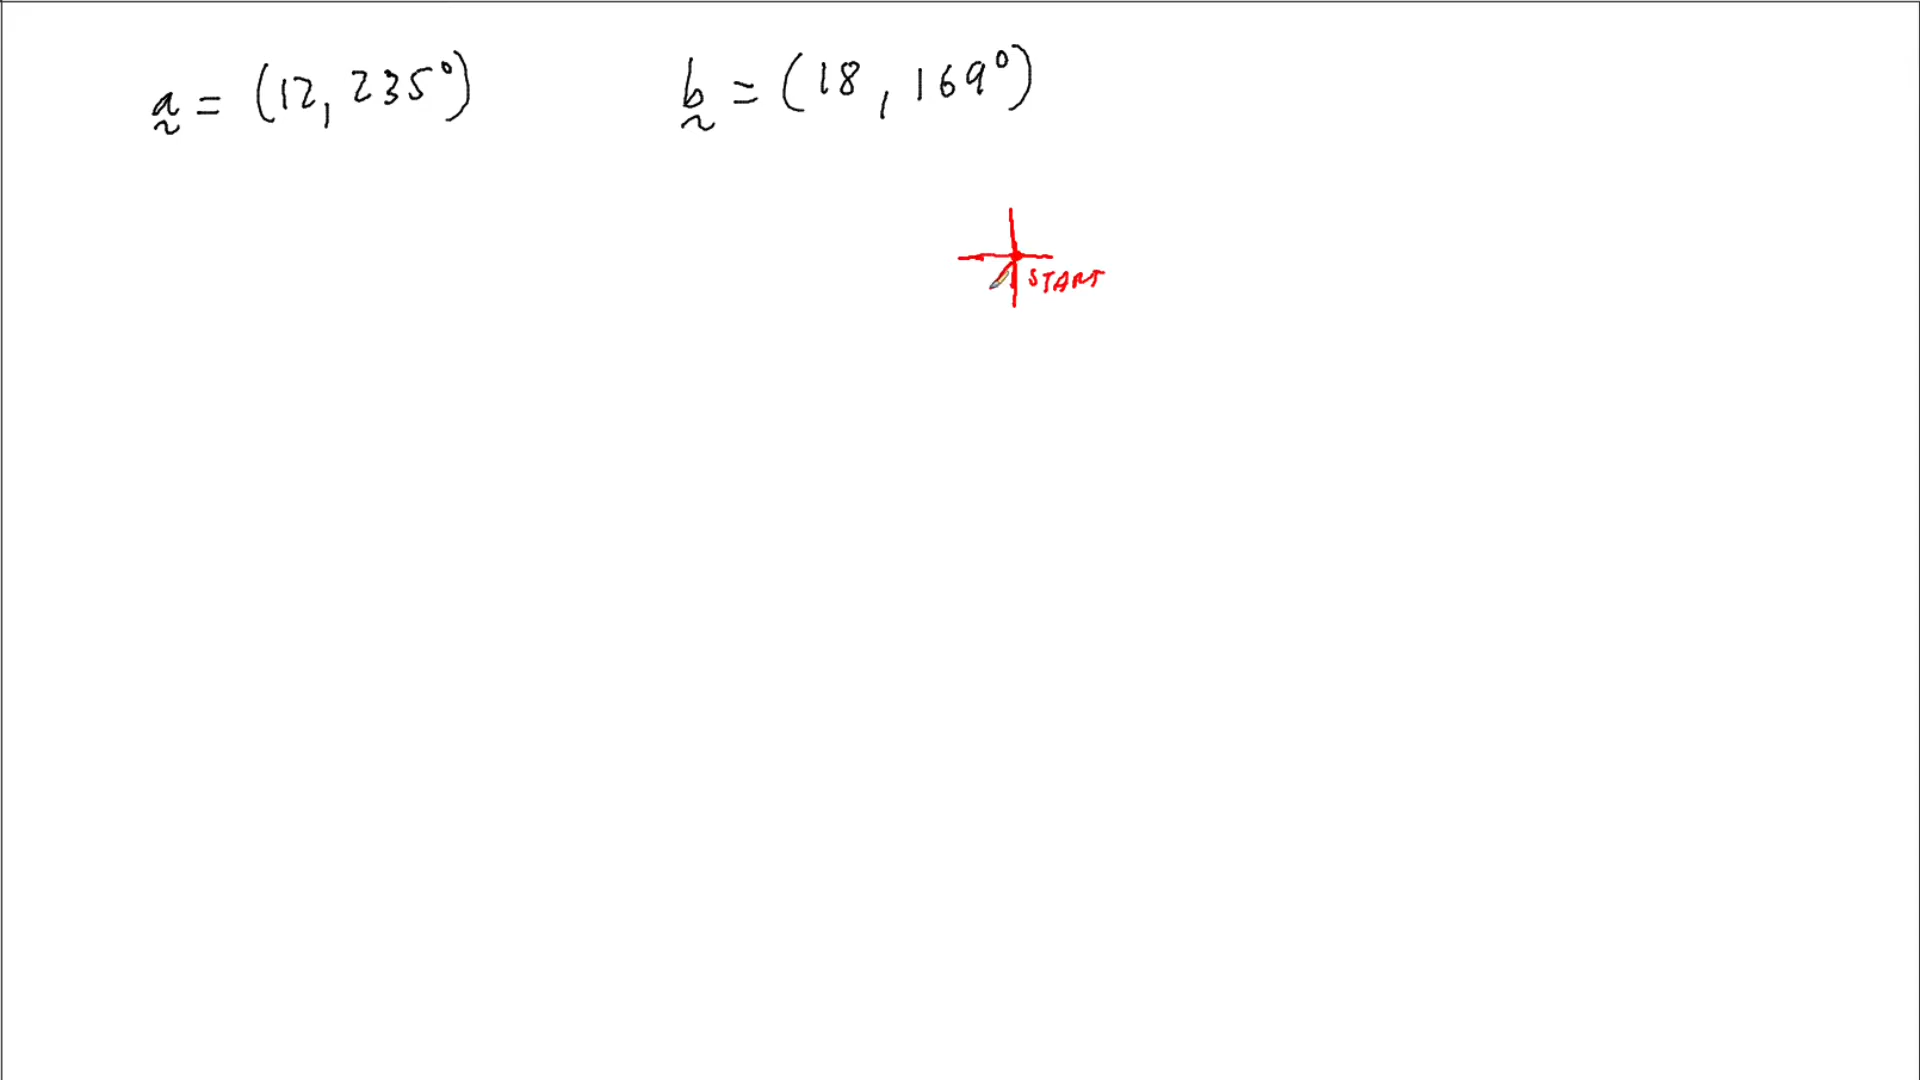 a = (12, 235°) b = (18, 169°)
START